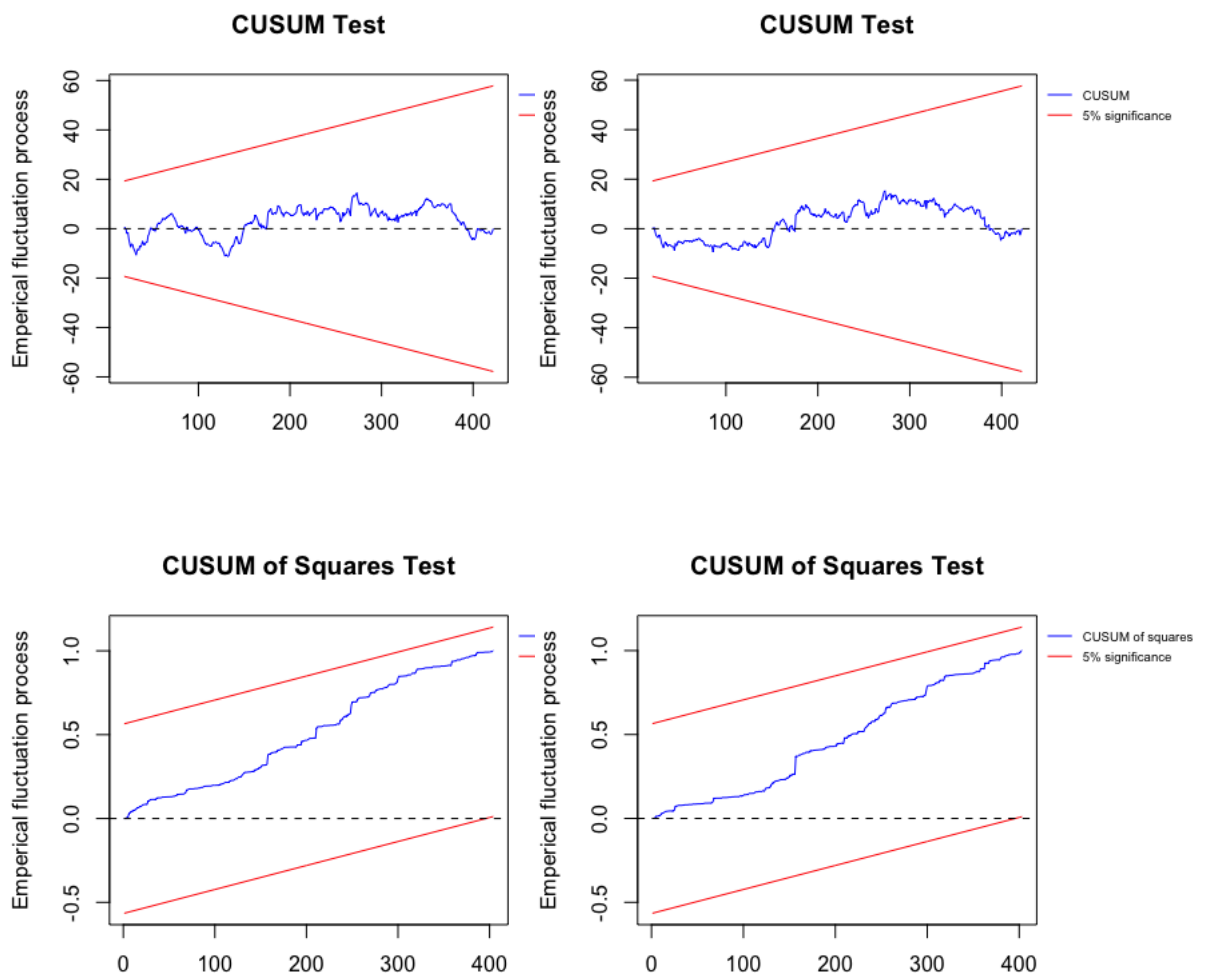 CUSUM Test
Emperical fluctuation process
60
40
20
0
-20
-40
-60
100 200 300 400
CUSUM Test
Emperical fluctuation process
60
40
20
0
-20
-40
-60
100 200 300 400
CUSUM
5% significance
CUSUM of Squares Test
Emperical fluctuation process
1.0
0.5
0.0
-0.5
0 100 200 300 400
CUSUM of Squares Test
Emperical fluctuation process
1.0
0.5
0.0
-0.5
0 100 200 300 400
CUSUM of squares
5% significance